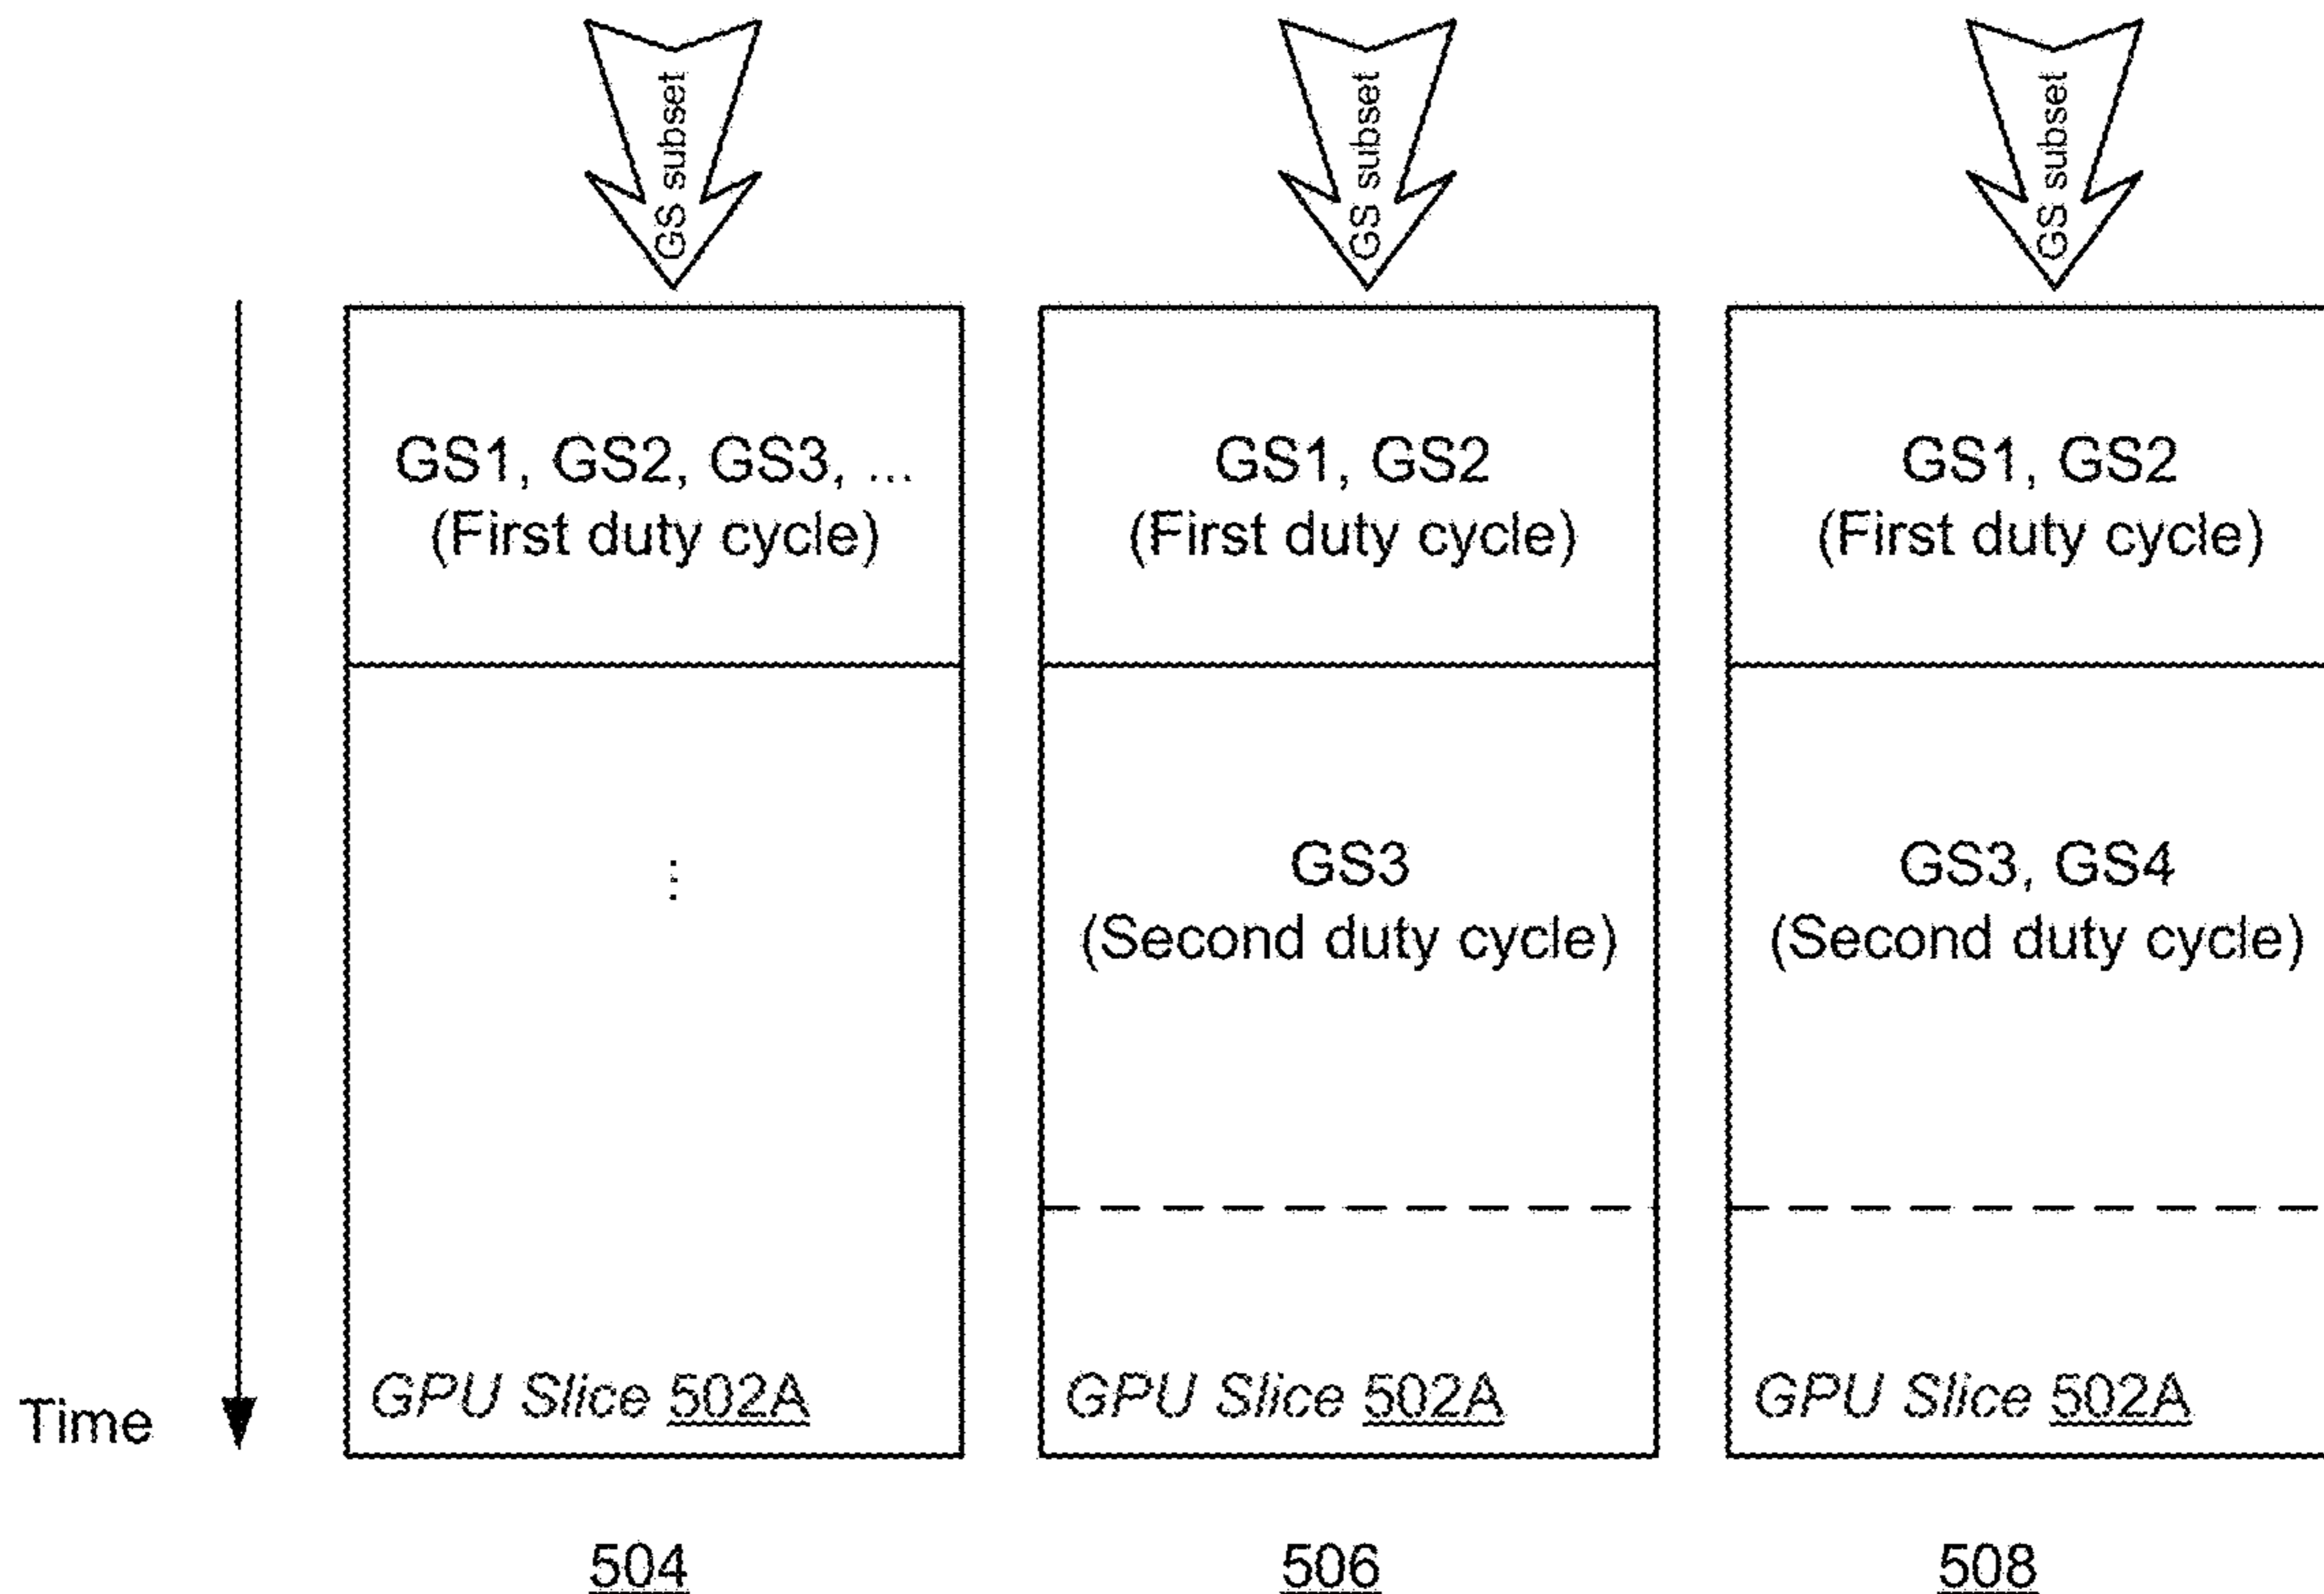 GS subset
GS subset
GS subset
GS1, GS2, GS3, ...
(First duty cycle)
GS1, GS2
(First duty cycle)
GS1, GS2
(First duty cycle)
⋮
GS3
(Second duty cycle)
GS3, GS4
(Second duty cycle)
Time
GPU Slice 502A
GPU Slice 502A
GPU Slice 502A
504
506
508